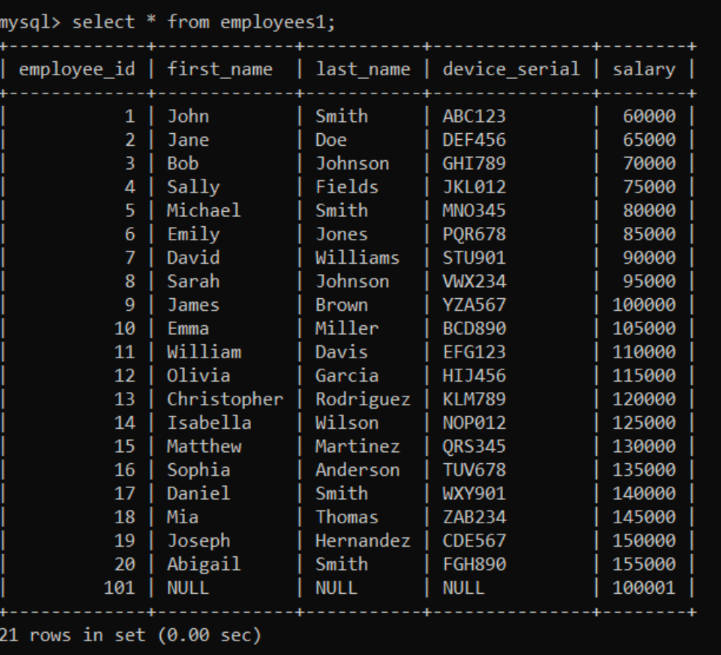 mysql> select * from employees1;
+-------------+-------------+-----------+---------------+--------+
| employee_id | first_name  | last_name | device_serial | salary |
+-------------+-------------+-----------+---------------+--------+
|           1 | John        | Smith     | ABC123        |  60000 |
|           2 | Jane        | Doe       | DEF456        |  65000 |
|           3 | Bob         | Johnson   | GHI789        |  70000 |
|           4 | Sally       | Fields    | JKL012        |  75000 |
|           5 | Michael     | Smith     | MNO345        |  80000 |
|           6 | Emily       | Jones     | PQR678        |  85000 |
|           7 | David       | Williams  | STU901        |  90000 |
|           8 | Sarah       | Johnson   | VWX234        |  95000 |
|           9 | James       | Brown     | YZA567        | 100000 |
|          10 | Emma        | Miller    | BCD890        | 105000 |
|          11 | William     | Davis     | EFG123        | 110000 |
|          12 | Olivia      | Garcia    | HIJ456        | 115000 |
|          13 | Christopher | Rodriguez | KLM789        | 120000 |
|          14 | Isabella    | Wilson    | NOP012        | 125000 |
|          15 | Matthew     | Martinez  | QRS345        | 130000 |
|          16 | Sophia      | Anderson  | TUV678        | 135000 |
|          17 | Daniel      | Smith     | WXY901        | 140000 |
|          18 | Mia         | Thomas    | ZAB234        | 145000 |
|          19 | Joseph      | Hernandez | CDE567        | 150000 |
|          20 | Abigail     | Smith     | FGH890        | 155000 |
|         101 | NULL        | NULL      | NULL          | 100001 |
+-------------+-------------+-----------+---------------+--------+
21 rows in set (0.00 sec)